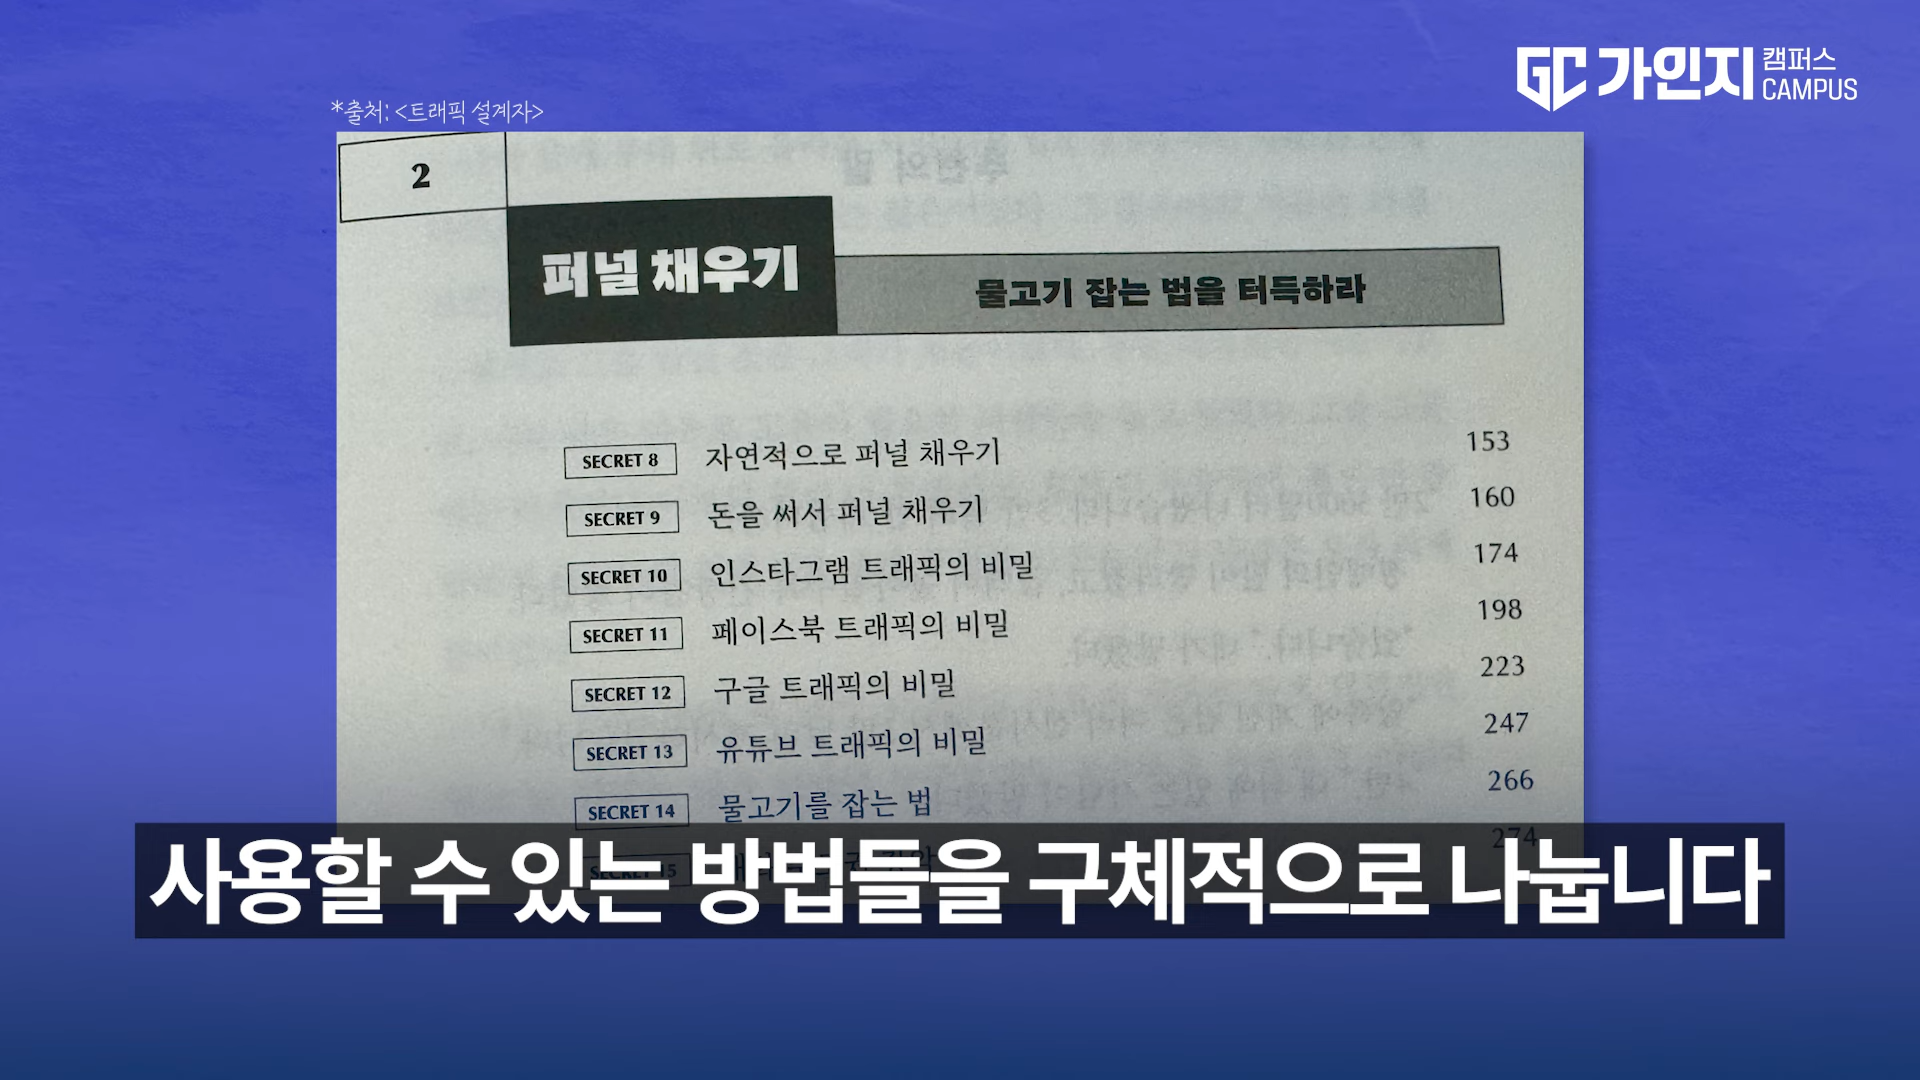 GC 가인지 캠퍼스 CAMPUS
*출처: <트래픽 설계자>
2
퍼널 채우기
물고기 잡는 법을 터득하라
SECRET 8 자연적으로 퍼널 채우기 153
SECRET 9 돈을 써서 퍼널 채우기 160
SECRET 10 인스타그램 트래픽의 비밀 174
SECRET 11 페이스북 트래픽의 비밀 198
SECRET 12 구글 트래픽의 비밀 223
SECRET 13 유튜브 트래픽의 비밀 247
SECRET 14 물고기를 잡는 법 266
SECRET 15 274
사용할 수 있는 방법들을 구체적으로 나눕니다